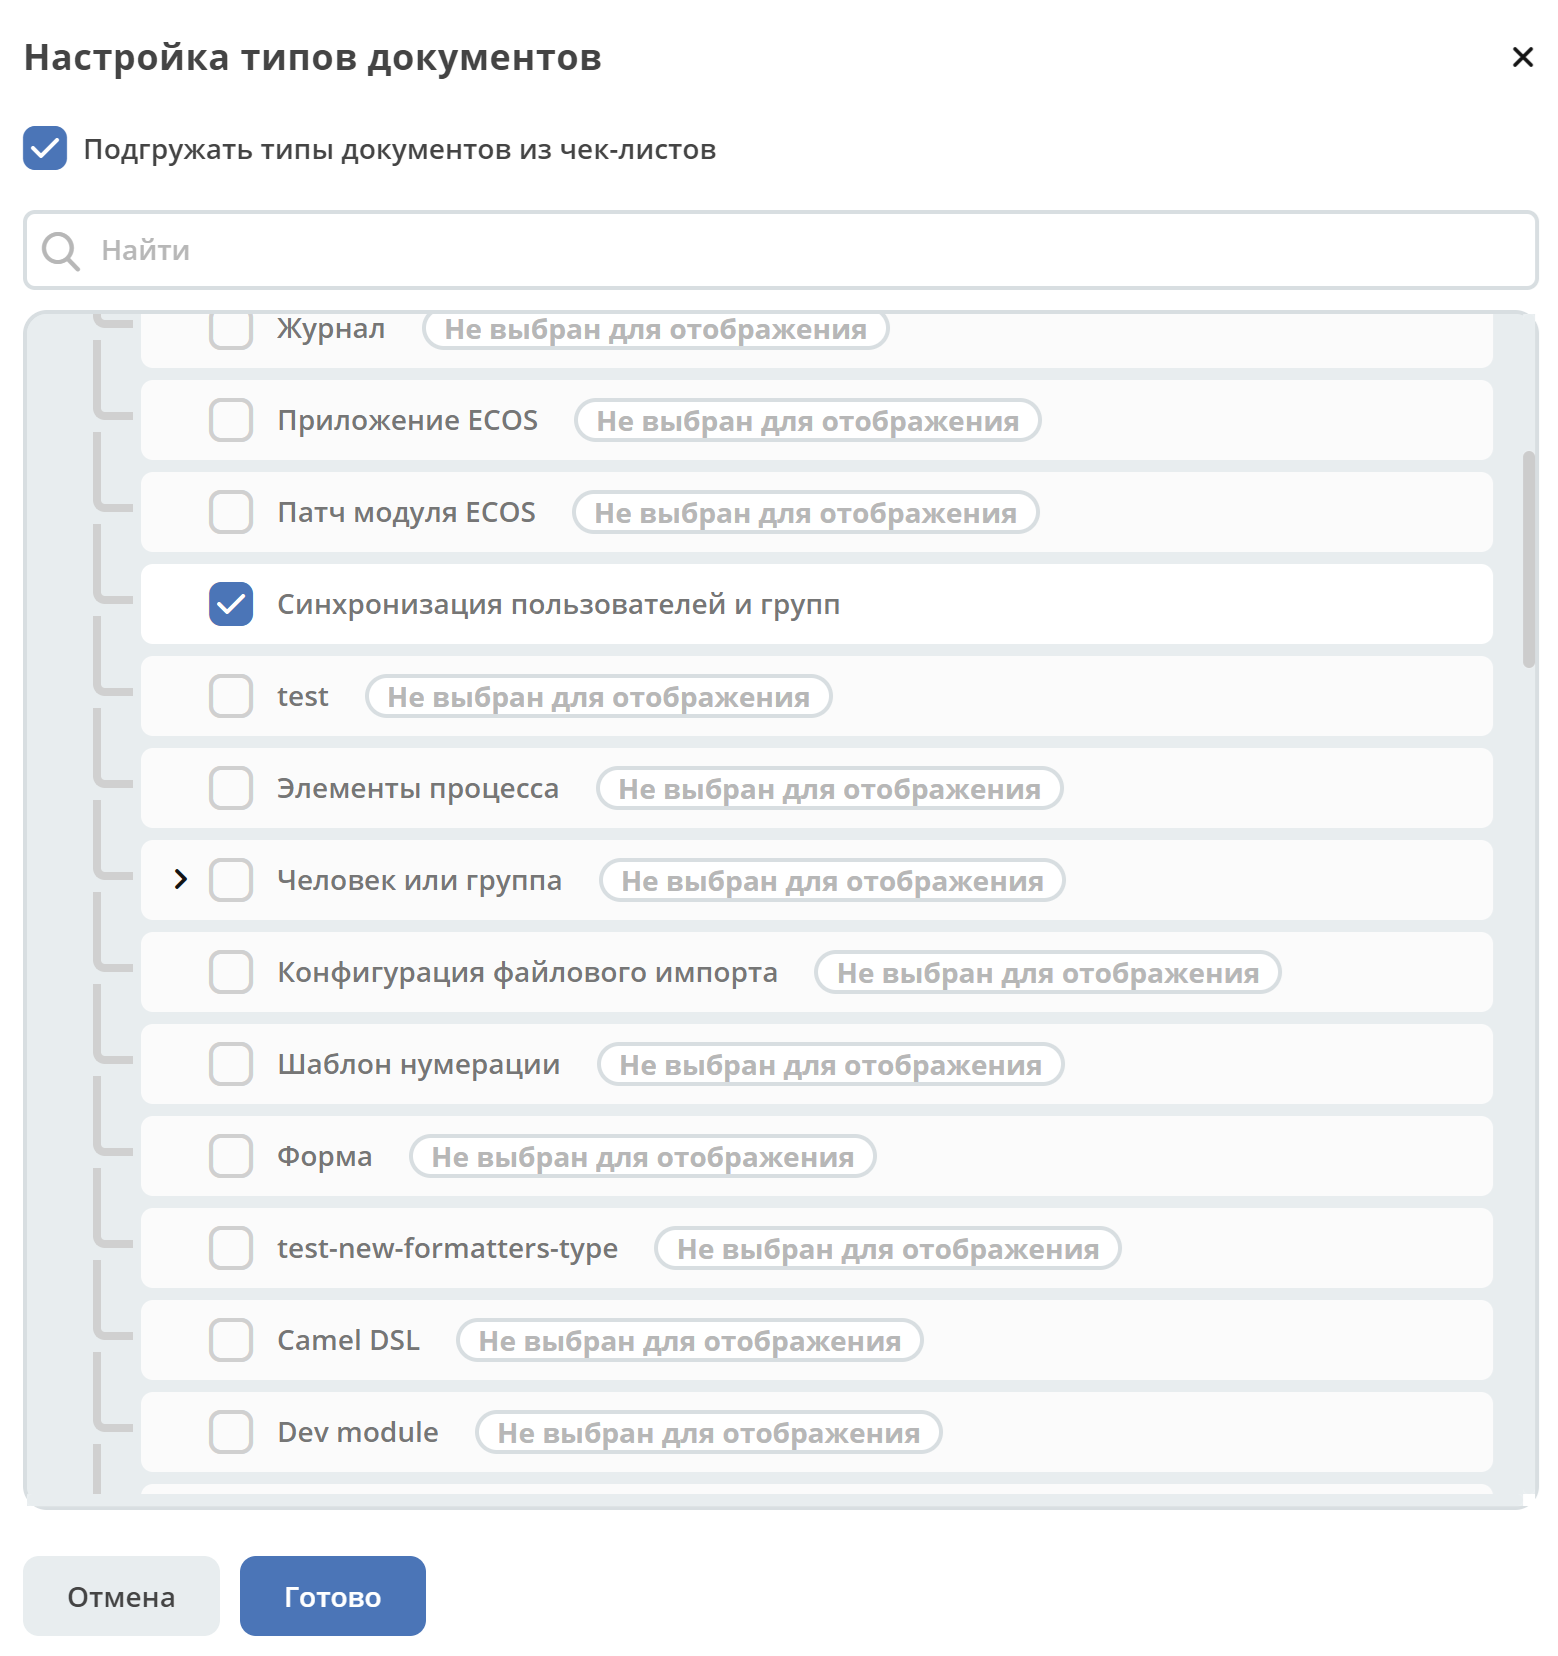 Настройка типов документов
Подгружать типы документов из чек-листов
Найти
Журнал Не выбран для отображения
Приложение ECOS Не выбран для отображения
Патч модуля ECOS Не выбран для отображения
Синхронизация пользователей и групп
test Не выбран для отображения
Элементы процесса Не выбран для отображения
Человек или группа Не выбран для отображения
Конфигурация файлового импорта Не выбран для отображения
Шаблон нумерации Не выбран для отображения
Форма Не выбран для отображения
test-new-formatters-type Не выбран для отображения
Camel DSL Не выбран для отображения
Dev module Не выбран для отображения
Отмена Готово